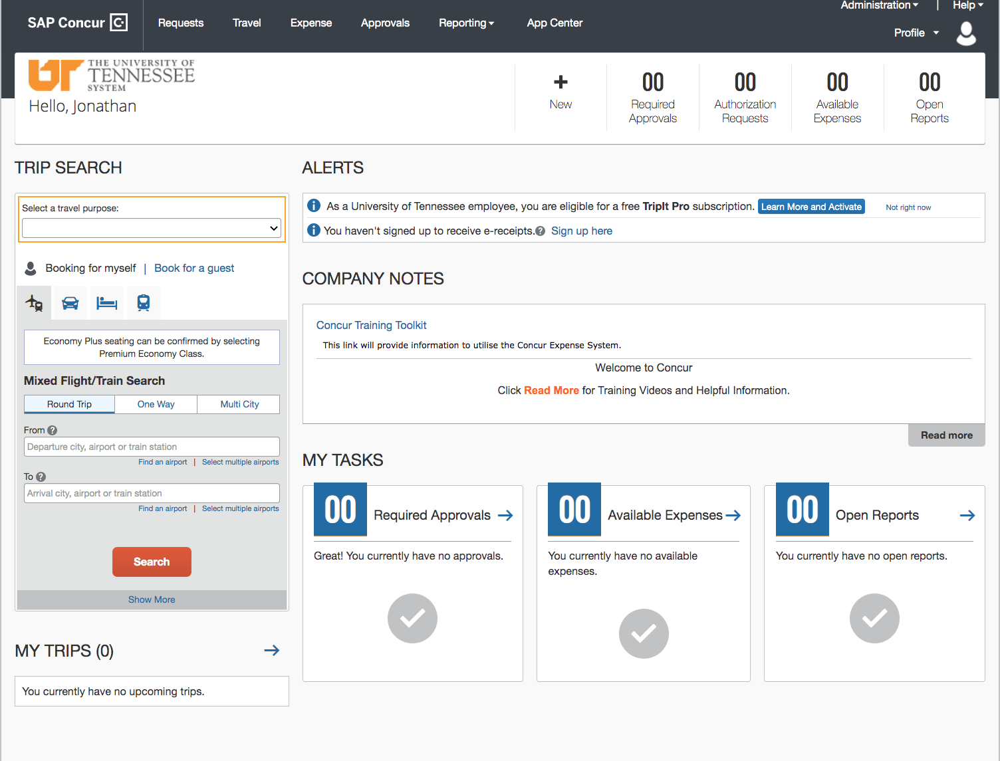 SAP Concur C.
Requests
Travel
Expense
Approvals
Reporting
App Center
Administration
|
Help
Profile
UT
THE UNIVERSITY OF
TENNESSEE
SYSTEM
Hello, Jonathan
+
New
00
Required
Approvals
00
Authorization
Requests
00
Available
Expenses
00
Open
Reports
TRIP SEARCH
Select a travel purpose:
Booking for myself | Book for a guest
Economy Plus seating can be confirmed by selecting
Premium Economy Class.
Mixed Flight/Train Search
Round Trip
One Way
Multi City
From ?
Departure city, airport or train station
Find an airport | Select multiple airports
To ?
Arrival city, airport or train station
Find an airport | Select multiple airports
Search
Show More
MY TRIPS (0)
You currently have no upcoming trips.
ALERTS
i As a University of Tennessee employee, you are eligible for a free TripIt Pro subscription. Learn More and Activate Not right now
i You haven't signed up to receive e-receipts. ? Sign up here
COMPANY NOTES
Concur Training Toolkit
This link will provide information to utilise the Concur Expense System.
Welcome to Concur
Click Read More for Training Videos and Helpful Information.
Read more
MY TASKS
00 Required Approvals
Great! You currently have no approvals.
00 Available Expenses
You currently have no available
expenses.
00 Open Reports
You currently have no open reports.